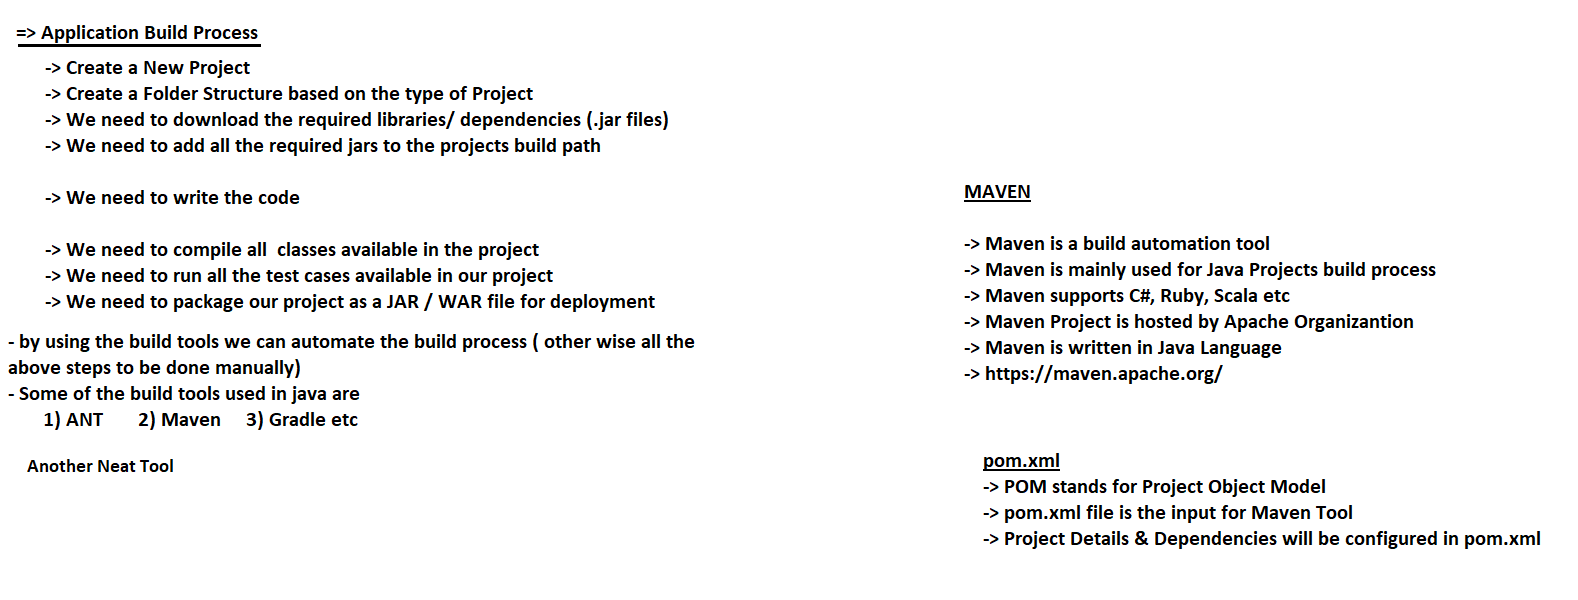 => Application Build Process
-> Create a New Project
-> Create a Folder Structure based on the type of Project
-> We need to download the required libraries/ dependencies (.jar files)
-> We need to add all the required jars to the projects build path
-> We need to write the code
-> We need to compile all  classes available in the project
-> We need to run all the test cases available in our project
-> We need to package our project as a JAR / WAR file for deployment
- by using the build tools we can automate the build process ( other wise all the
above steps to be done manually)
- Some of the build tools used in java are
1) ANT 2) Maven 3) Gradle etc
Another Neat Tool
MAVEN
-> Maven is a build automation tool
-> Maven is mainly used for Java Projects build process
-> Maven supports C#, Ruby, Scala etc
-> Maven Project is hosted by Apache Organizantion
-> Maven is written in Java Language
-> https://maven.apache.org/
pom.xml
-> POM stands for Project Object Model
-> pom.xml file is the input for Maven Tool
-> Project Details & Dependencies will be configured in pom.xml